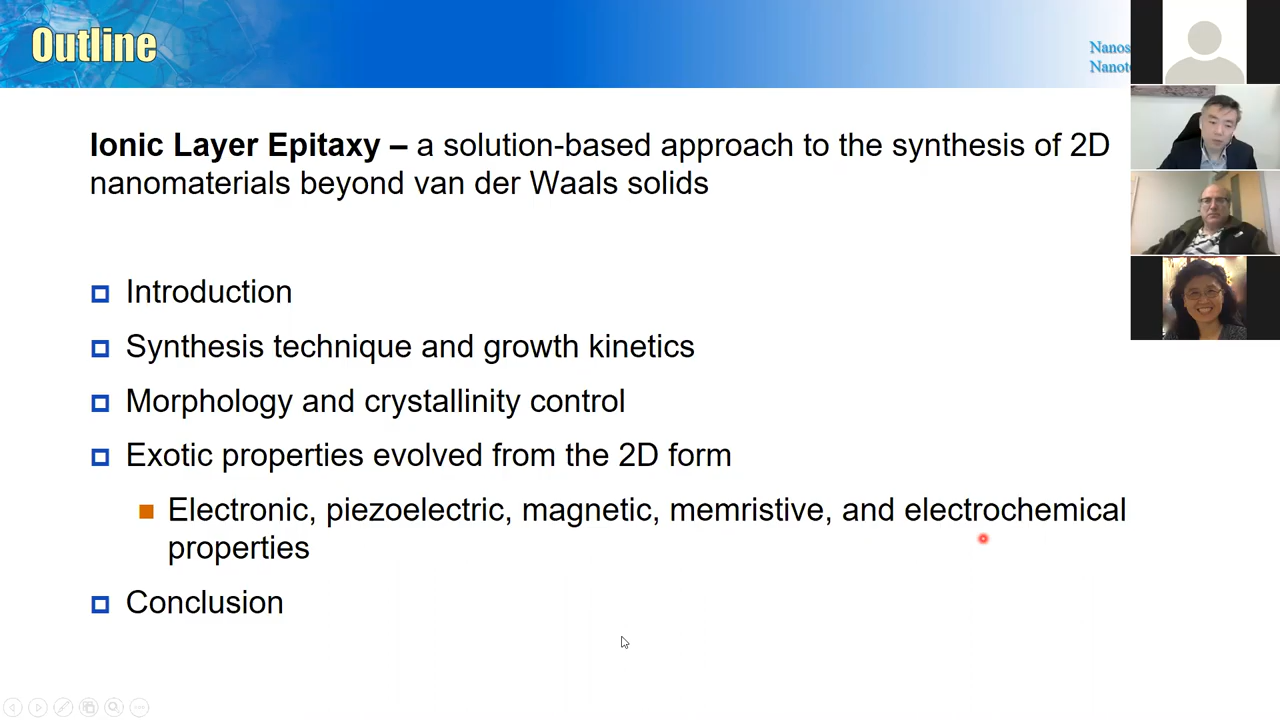 Outline
Nanos
Nanote
Ionic Layer Epitaxy – a solution-based approach to the synthesis of 2D
nanomaterials beyond van der Waals solids
Introduction
Synthesis technique and growth kinetics
Morphology and crystallinity control
Exotic properties evolved from the 2D form
Electronic, piezoelectric, magnetic, memristive, and electrochemical
properties
Conclusion